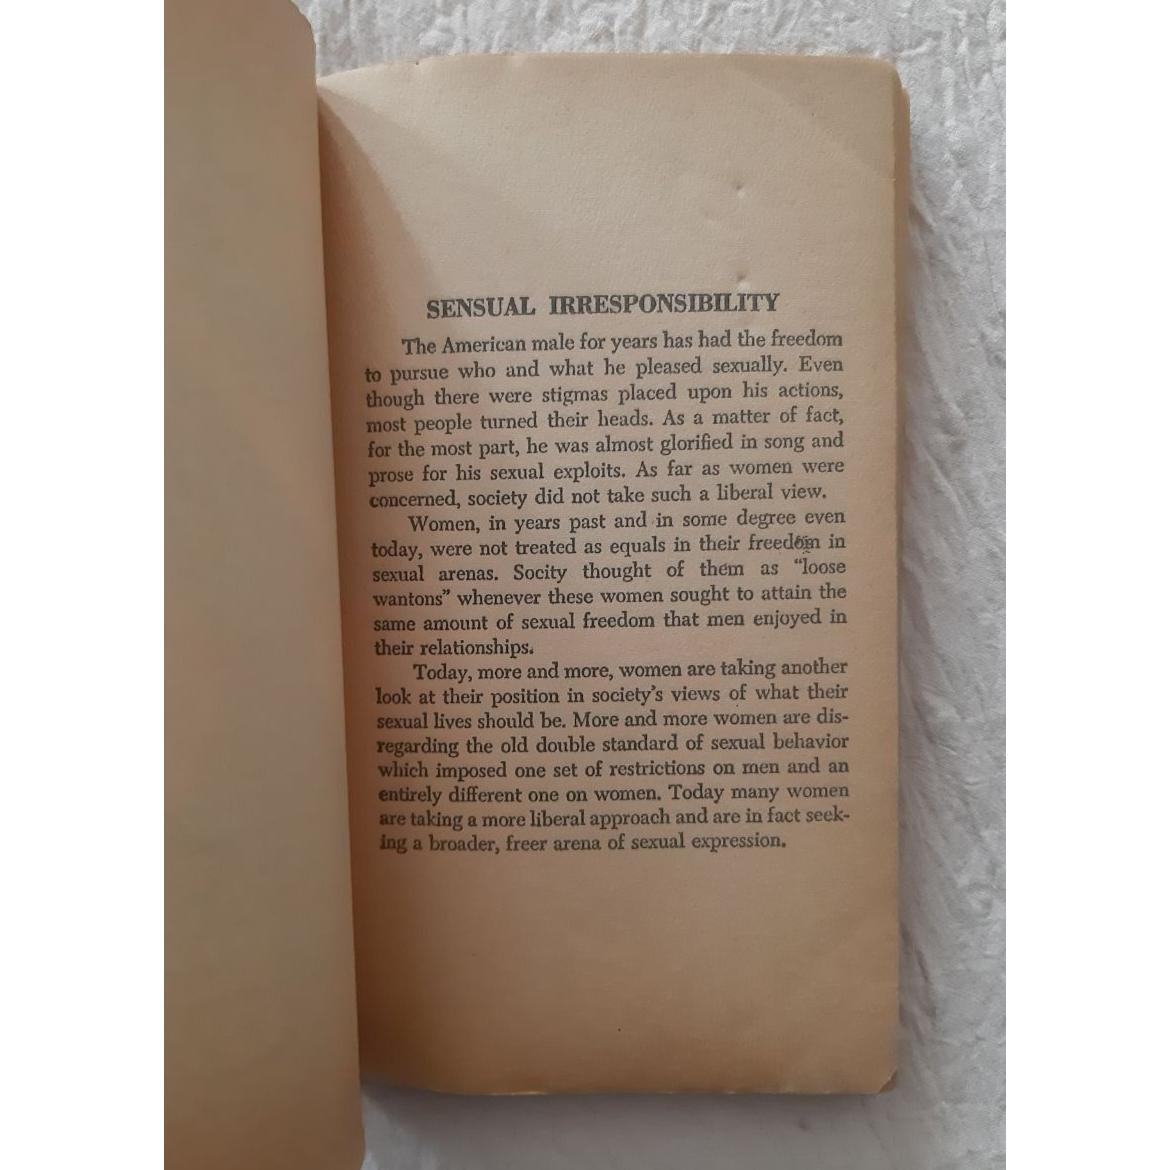 SENSUAL IRRESPONSIBILITY
The American male for years has had the freedom
to pursue who and what he pleased sexually. Even
though there were stigmas placed upon his actions,
most people turned their heads. As a matter of fact,
for the most part, he was almost glorified in song and
prose for his sexual exploits. As far as women were
concerned, society did not take such a liberal view.
Women, in years past and in some degree even
today, were not treated as equals in their freedom in
sexual arenas. Socity thought of them as "loose
wantons" whenever these women sought to attain the
same amount of sexual freedom that men enjoyed in
their relationships.
Today, more and more, women are taking another
look at their position in society's views of what their
sexual lives should be. More and more women are dis-
regarding the old double standard of sexual behavior
which imposed one set of restrictions on men and an
entirely different one on women. Today many women
are taking a more liberal approach and are in fact seek-
ing a broader, freer arena of sexual expression.